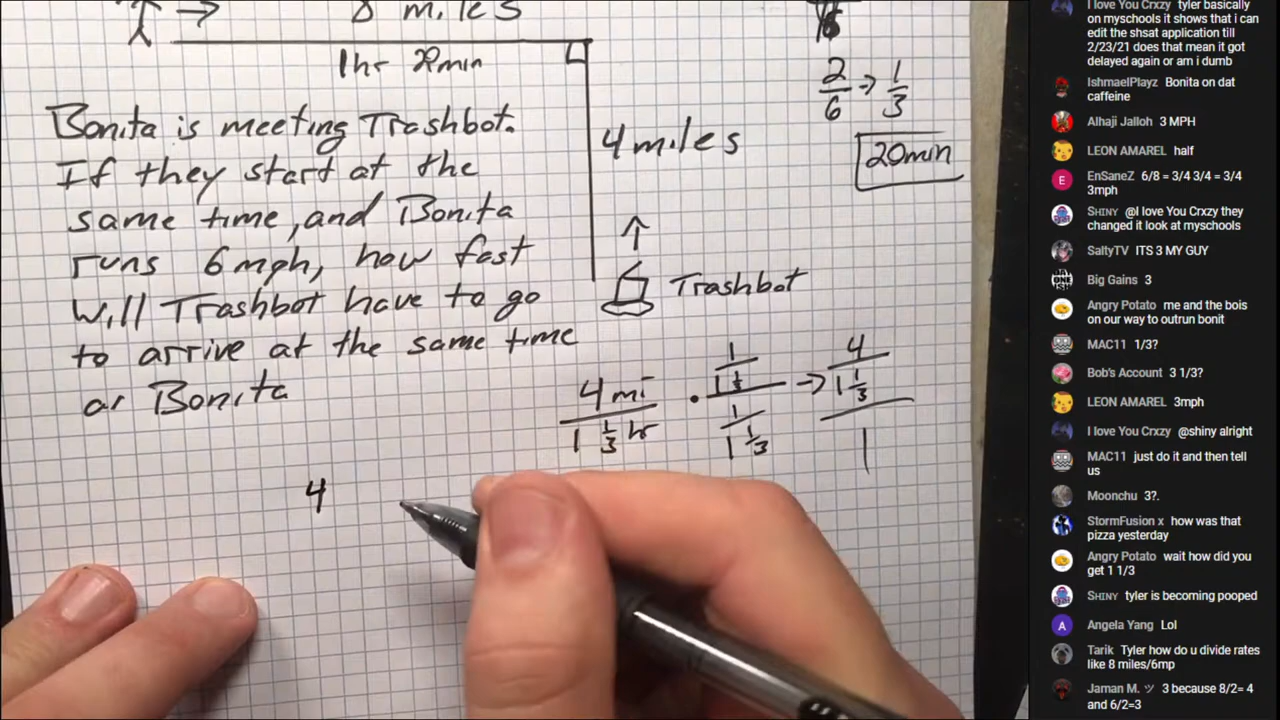 8 miles
1hr 20min
Bonita is meeting Trashbot.
If they start at the
same time, and Bonita
runs 6mph, how fast
will Trashbot have to go
to arrive at the same time
as Bonita
4 miles
Trashbot
2/6 → 1/3
20min
4mi / 1 1/3 hr · 1/1 1/3 / 1/1 1/3 → 4/1 1/3 / 1
4
I love You Crxzy tyler basically
on myschools it shows that i can
edit the shsat application till
2/23/21 does that mean it got
delayed again or am i dumb
IshmaelPlayz Bonita on dat
caffeine
Alhaji Jalloh 3 MPH
LEON AMAREL half
E
EnSaneZ 6/8 = 3/4 3/4 = 3/4
3mph
SHINY @I love You Crxzy they
changed it look at myschools
SaltyTV ITS 3 MY GUY
Big Gains 3
Angry Potato me and the bois
on our way to outrun bonit
MAC11 1/3?
Bob's Account 3 1/3?
LEON AMAREL 3mph
I love You Crxzy @shiny alright
MAC11 just do it and then tell
us
Moonchu 3?.
StormFusion x how was that
pizza yesterday
Angry Potato wait how did you
get 1 1/3
SHINY tyler is becoming pooped
A
Angela Yang Lol
Tarik Tyler how do u divide rates
like 8 miles/6mp
Jaman M. ツ 3 because 8/2= 4
and 6/2=3